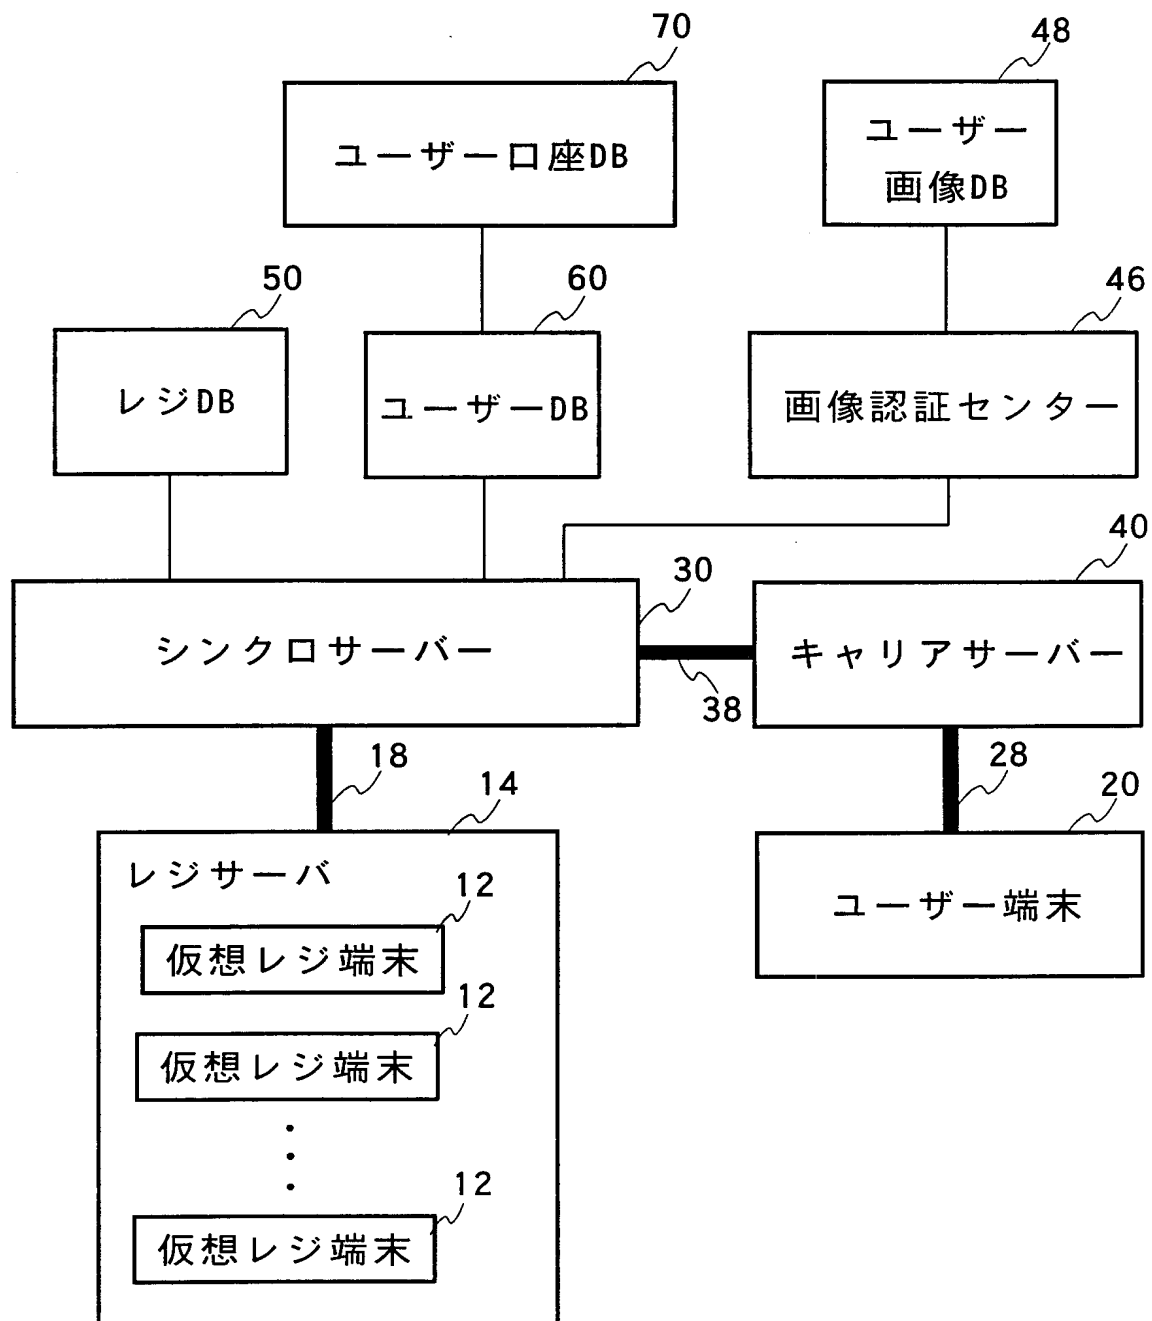 70
48
ユーザー口座DB
ユーザー
画像DB
50
60
46
レジDB
ユーザーDB
画像認証センター
40
30
シンクロサーバー
キャリアサーバー
38
18
28
14
20
レジサーバ
ユーザー端末
12
仮想レジ端末
12
仮想レジ端末
12
仮想レジ端末